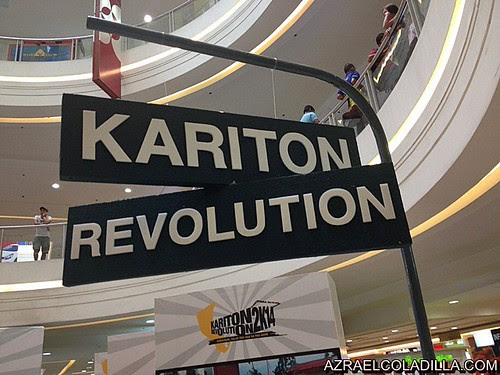 KARITON
REVOLUTION
KARITON
REVOLUTION
2K14
AZRAELCOLADILLA.COM